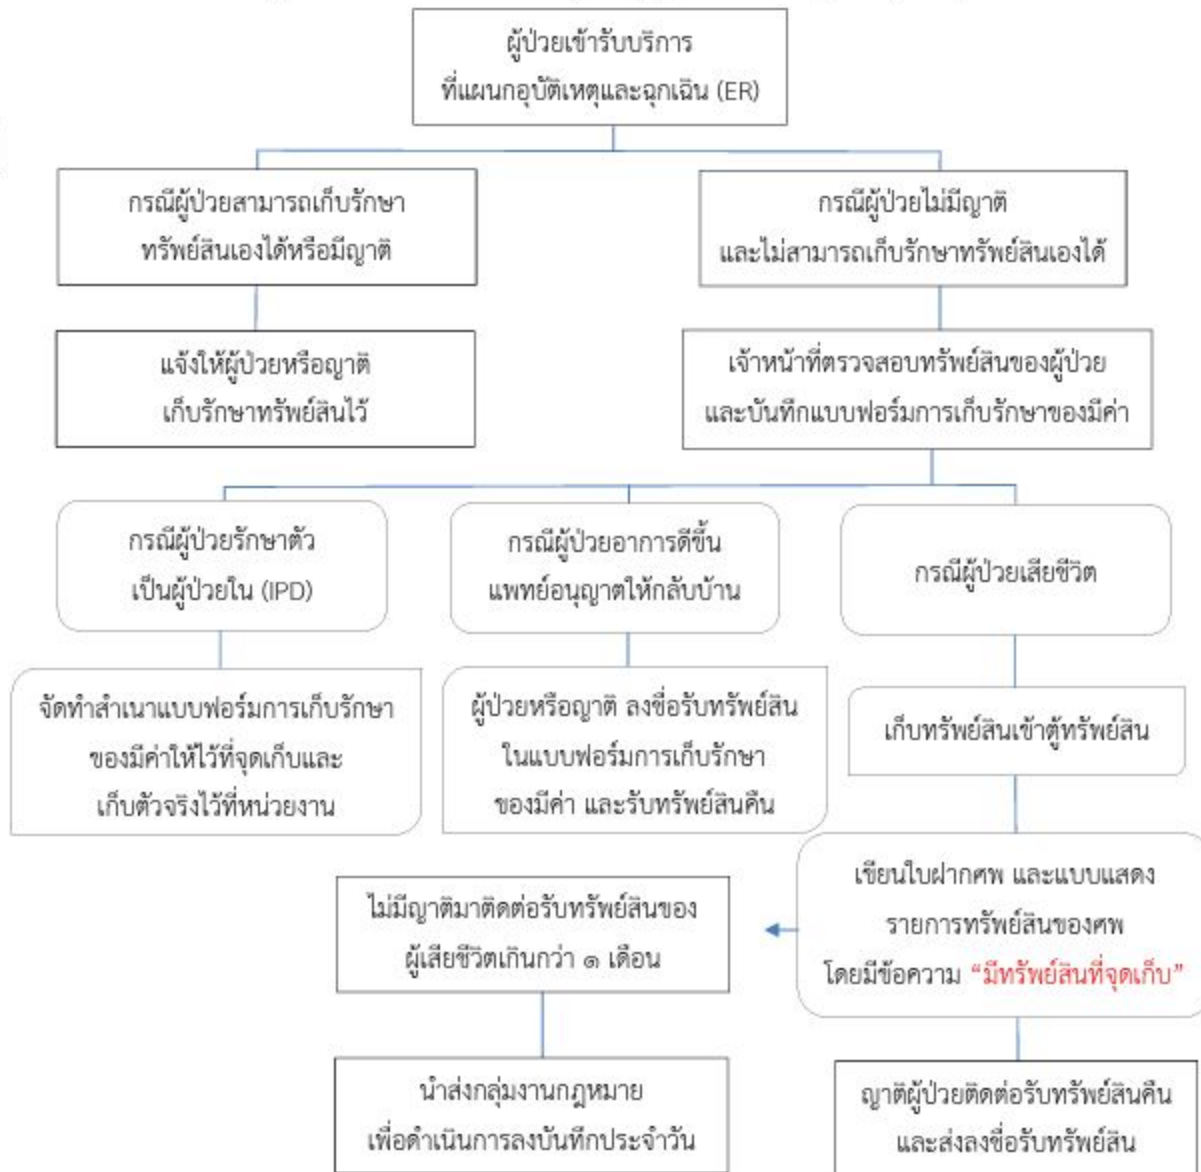 ผู้ป่วยเข้ารับบริการ
ที่แผนกอุบัติเหตุและฉุกเฉิน (ER)
กรณีผู้ป่วยสามารถเก็บรักษา
ทรัพย์สินเองได้หรือมีญาติ
กรณีผู้ป่วยไม่มีญาติ
และไม่สามารถเก็บรักษาทรัพย์สินเองได้
แจ้งให้ผู้ป่วยหรือญาติ
เก็บรักษาทรัพย์สินไว้
เจ้าหน้าที่ตรวจสอบทรัพย์สินของผู้ป่วย
และบันทึกแบบฟอร์มการเก็บรักษาของมีค่า
กรณีผู้ป่วยรักษาตัว
เป็นผู้ป่วยใน (IPD)
กรณีผู้ป่วยอาการดีขึ้น
แพทย์อนุญาตให้กลับบ้าน
กรณีผู้ป่วยเสียชีวิต
จัดทำสำเนาแบบฟอร์มการเก็บรักษา
ของมีค่าให้ไว้ที่จุดเก็บและ
เก็บตัวจริงไว้ที่หน่วยงาน
ผู้ป่วยหรือญาติ ลงชื่อรับทรัพย์สิน
ในแบบฟอร์มการเก็บรักษา
ของมีค่า และรับทรัพย์สินคืน
เก็บทรัพย์สินเข้าตู้ทรัพย์สิน
เขียนใบฝากศพ และแบบแสดง
รายการทรัพย์สินของศพ
โดยมีข้อความ “มีทรัพย์สินที่จุดเก็บ”
ไม่มีญาติมาติดต่อรับทรัพย์สินของ
ผู้เสียชีวิตเกินกว่า ๑ เดือน
นำส่งกลุ่มงานกฎหมาย
เพื่อดำเนินการลงบันทึกประจำวัน
ญาติผู้ป่วยติดต่อรับทรัพย์สินคืน
และส่งลงชื่อรับทรัพย์สิน